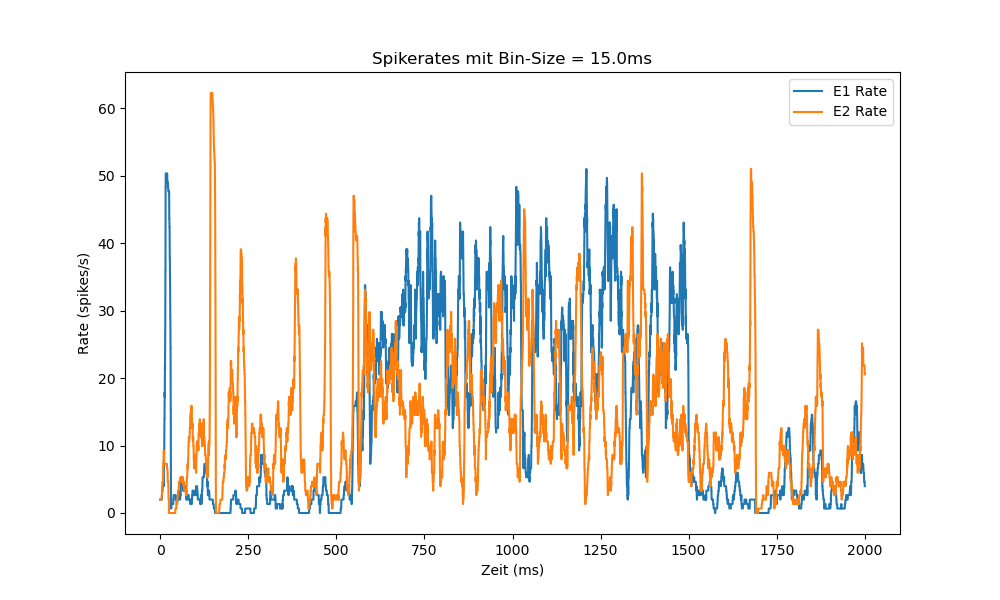 Spikerates mit Bin-Size = 15.0ms
E1 Rate
E2 Rate
Rate (spikes/s)
60
50
40
30
20
10
0
0 250 500 750 1000 1250 1500 1750 2000
Zeit (ms)